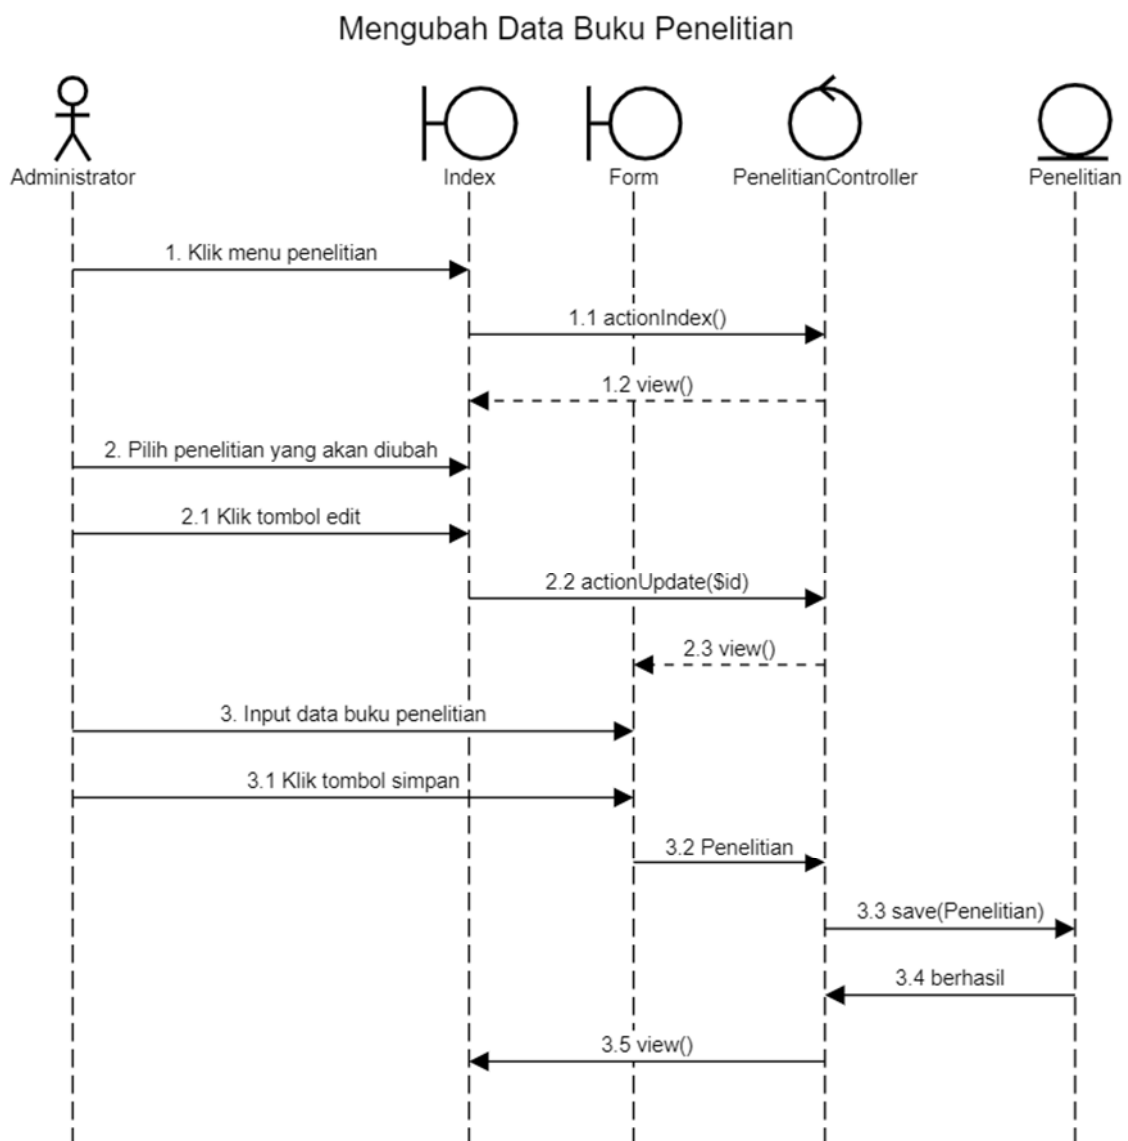 Mengubah Data Buku Penelitian
Administrator
Index
Form
PenelitianController
Penelitian
1. Klik menu penelitian
1.1 actionIndex()
1.2 view()
2. Pilih penelitian yang akan diubah
2.1 Klik tombol edit
2.2 actionUpdate($id)
2.3 view()
3. Input data buku penelitian
3.1 Klik tombol simpan
3.2 Penelitian
3.3 save(Penelitian)
3.4 berhasil
3.5 view()